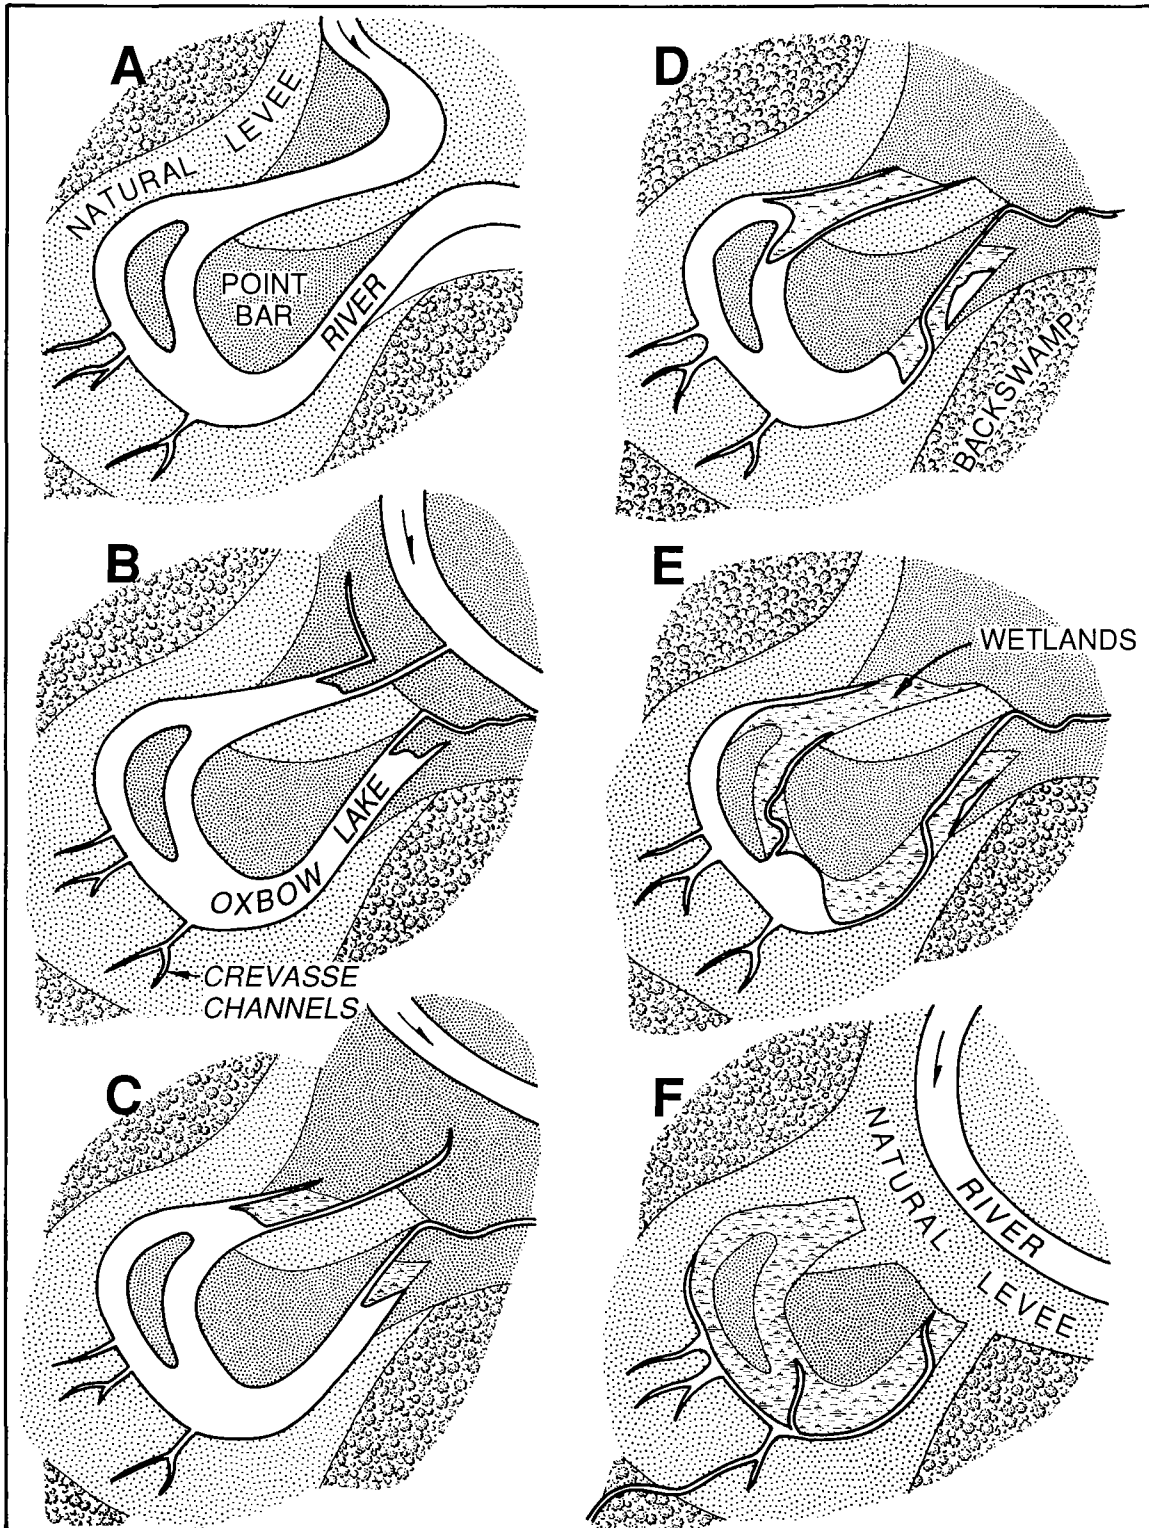 A
NATURAL LEVEE
POINT
BAR
RIVER
B
OXBOW LAKE
CREVASSE
CHANNELS
C
D
BACKSWAMP
E
WETLANDS
F
NATURAL
LEVEE
RIVER